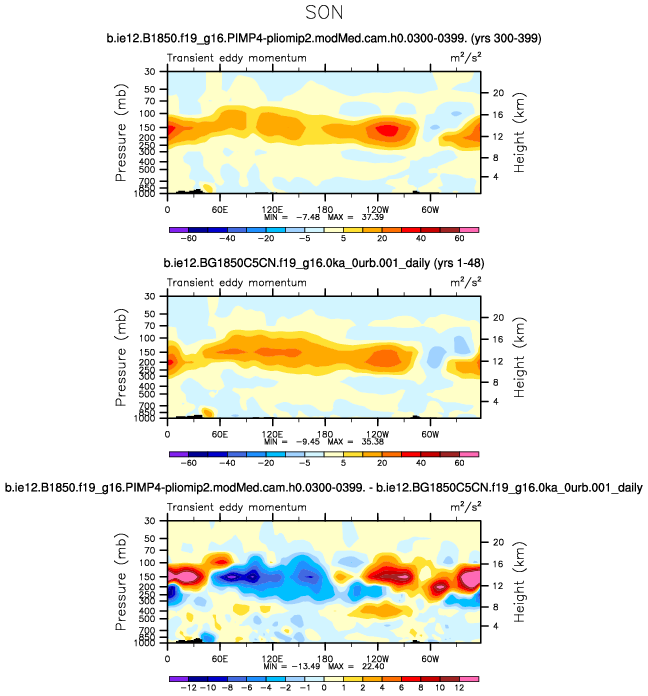 SON
b.ie12.B1850.f19_g16.PIMP4-pliomip2.modMed.cam.h0.0300-0399. (yrs 300-399)
Transient eddy momentum m²/s²
Pressure (mb)
30
50
70
100
150
200
250
300
500
700
850
1000
Height (km)
20
16
12
8
4
0 60E 120E 180 120W 60W
MIN = -7.48 MAX = 37.39
-60 -40 -20 -5 5 20 40 60
b.ie12.BG1850C5CN.f19_g16.0ka_0urb.001_daily (yrs 1-48)
Transient eddy momentum m²/s²
Pressure (mb)
30
50
70
100
150
200
250
300
500
700
850
1000
Height (km)
20
16
12
8
4
0 60E 120E 180 120W 60W
MIN = -9.45 MAX = 35.38
-60 -40 -20 -5 5 20 40 60
b.ie12.B1850.f19_g16.PIMP4-pliomip2.modMed.cam.h0.0300-0399. - b.ie12.BG1850C5CN.f19_g16.0ka_0urb.001_daily
Transient eddy momentum m²/s²
Pressure (mb)
30
50
70
100
150
200
250
300
500
700
850
1000
Height (km)
20
16
12
8
4
0 60E 120E 180 120W 60W
MIN = -13.49 MAX = 22.40
-12 -10 -8 -6 -4 -2 -1 0 1 2 4 6 8 10 12